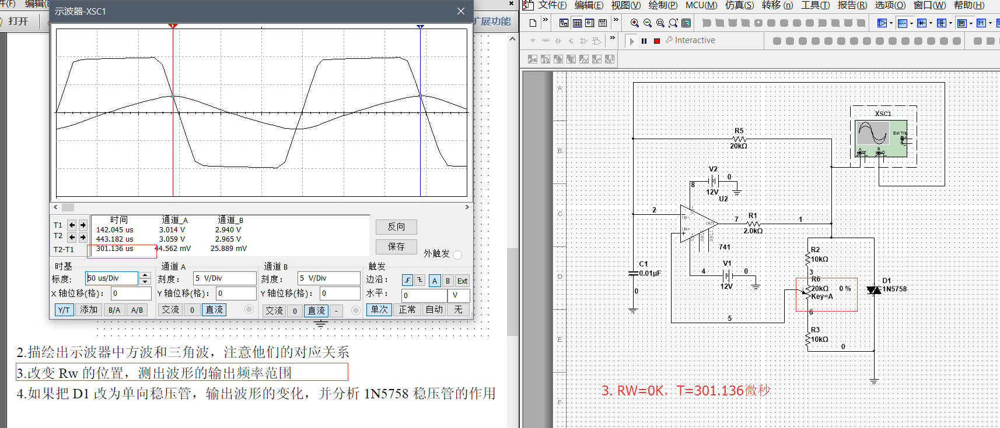 件(F) 编辑(E
示波器-XSC1
打开
扩展功能
时间 通道_A 通道_B
T1 142.045 us 3.014 V 2.940 V
T2 443.182 us 3.059 V 2.965 V
T2-T1 301.136 us 44.562 mV 25.889 mV
反向
保存
外触发
时基
标度: 50 us/Div
X 轴位移(格): 0
Y/T 添加 B/A A/B
通道 A
刻度: 5 V/Div
Y 轴位移(格): 0
交流 0 直流
通道 B
刻度: 5 V/Div
Y 轴位移(格): 0
交流 0 直流 -
触发
边沿: A B Ext
水平: 0 V
单次 正常 自动 无
2.描绘出示波器中方波和三角波，注意他们的对应关系
3.改变 Rw 的位置，测出波形的输出频率范围
4.如果把 D1 改为单向稳压管，输出波形的变化，并分析 1N5758 稳压管的作用
文件(F) 编辑(E) 视图(V) 绘制(P) MCU(M) 仿真(S) 转移(n) 工具(T) 报告(R) 选项(O) 窗口(W) 帮助(H)
Interactive
A
B
C
D
E
F
XSC1
Ext Trig
A
B
R5
20kΩ
V2
8
0
12V
U2
2
IN-
IN+
OUT
7
R1
2.0kΩ
1
741
V1
4
0
12V
C1
0.01µF
0
R2
10kΩ
3
R6
20kΩ 0 %
Key=A
6
D1
1N5758
5
R3
10kΩ
0
3. RW=0K，T=301.136微秒